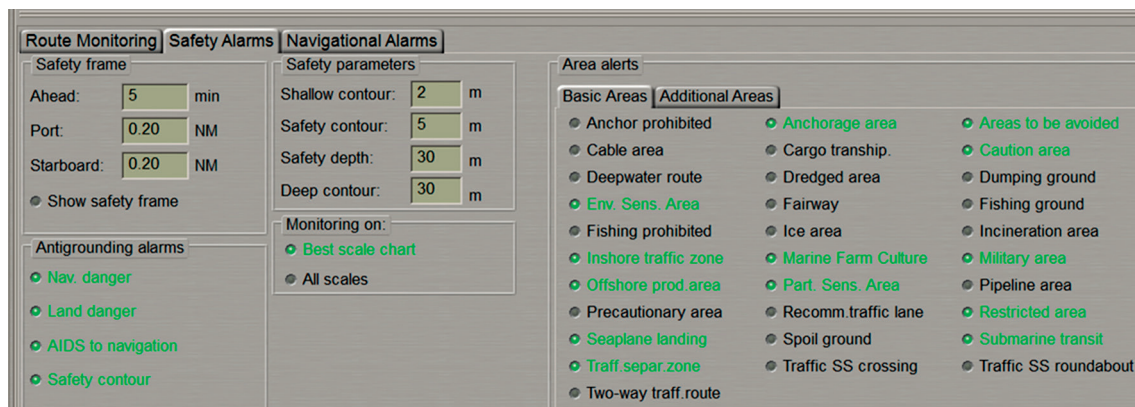 Route Monitoring Safety Alarms Navigational Alarms
Safety frame
Ahead: 5 min
Port: 0.20 NM
Starboard: 0.20 NM
Show safety frame
Antigrounding alarms
Nav. danger
Land danger
AIDS to navigation
Safety contour
Safety parameters
Shallow contour: 2 m
Safety contour: 5 m
Safety depth: 30 m
Deep contour: 30 m
Monitoring on:
Best scale chart
All scales
Area alerts
Basic Areas Additional Areas
Anchor prohibited Anchorage area Areas to be avoided
Cable area Cargo tranship. Caution area
Deepwater route Dredged area Dumping ground
Env. Sens. Area Fairway Fishing ground
Fishing prohibited Ice area Incineration area
Inshore traffic zone Marine Farm Culture Military area
Offshore prod.area Part. Sens. Area Pipeline area
Precautionary area Recomm.traffic lane Restricted area
Seaplane landing Spoil ground Submarine transit
Traff.separ.zone Traffic SS crossing Traffic SS roundabout
Two-way traff.route